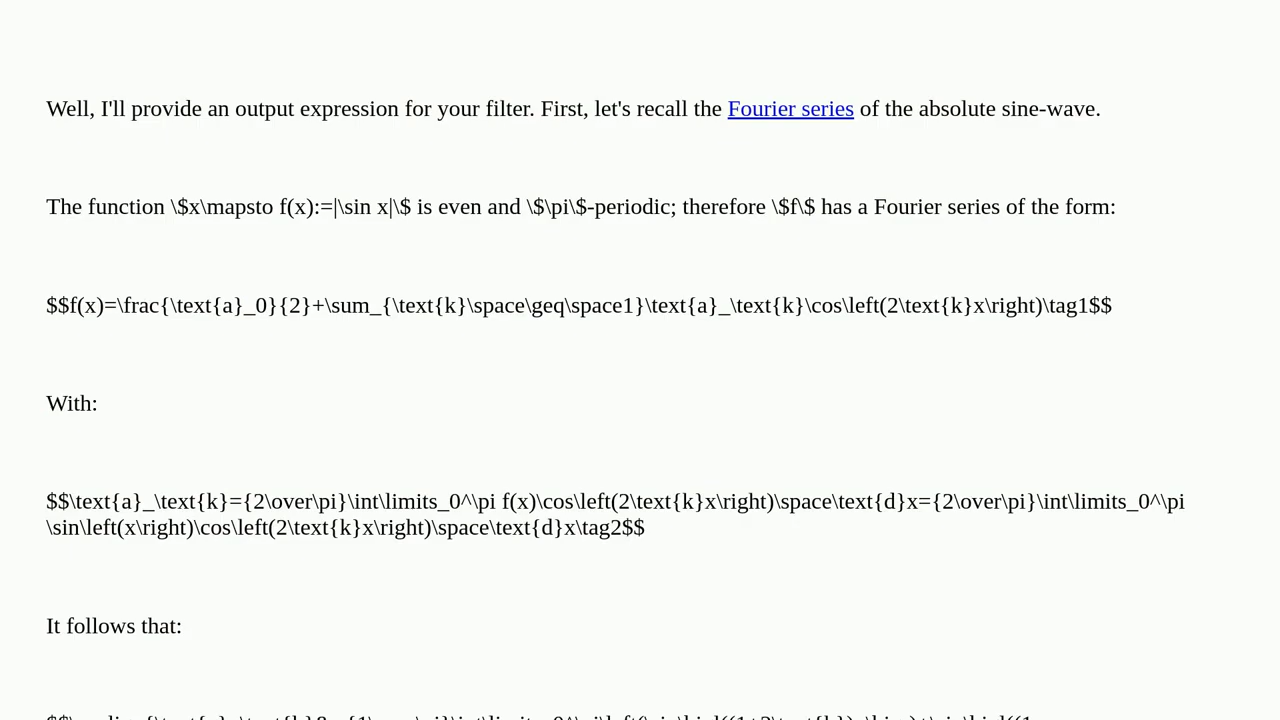 Well, I'll provide an output expression for your filter. First, let's recall the Fourier series of the absolute sine-wave.
The function \$x\mapsto f(x):=|\sin x|\$ is even and \$\pi\$-periodic; therefore \$f\$ has a Fourier series of the form:
$$f(x)=\frac{\text{a}_0}{2}+\sum_{\text{k}\space\geq\space1}\text{a}_\text{k}\cos\left(2\text{k}x\right)\tag1$$
With:
$$\text{a}_\text{k}={2\over\pi}\int\limits_0^\pi f(x)\cos\left(2\text{k}x\right)\space\text{d}x={2\over\pi}\int\limits_0^\pi
\sin\left(x\right)\cos\left(2\text{k}x\right)\space\text{d}x\tag2$$
It follows that: